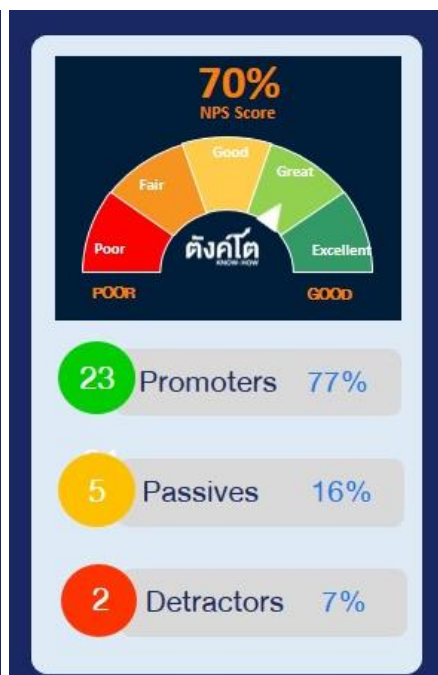 70%
NPS Score
Good
Fair
Great
Poor
ตังค์โต
KNOW-HOW
Excellent
POOR
GOOD
23 Promoters 77%
5 Passives 16%
2 Detractors 7%